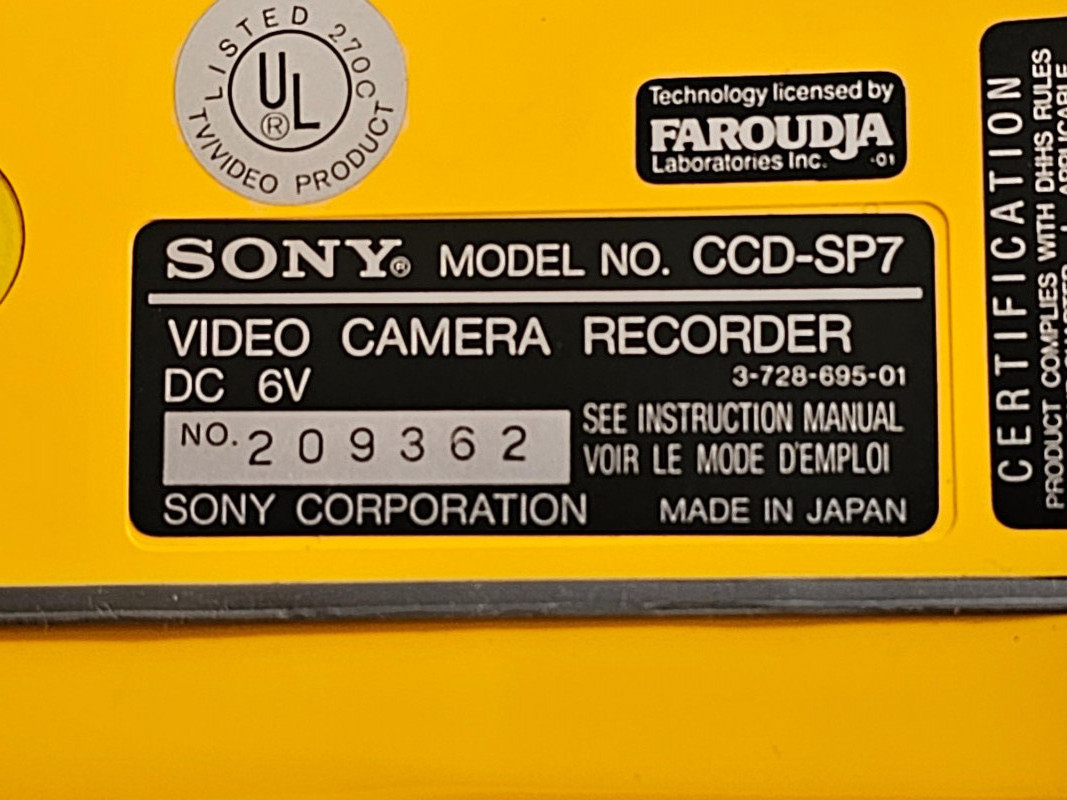 LISTED 270C
UL®
TV/VIDEO PRODUCT
Technology licensed by
FAROUDJA
Laboratories Inc. -01
SONY® MODEL NO. CCD-SP7
VIDEO CAMERA RECORDER
DC 6V
3-728-695-01
NO. 209362
SEE INSTRUCTION MANUAL
VOIR LE MODE D'EMPLOI
SONY CORPORATION
MADE IN JAPAN
CERTIFICATION
PRODUCT COMPLIES WITH DHHS RULES
APPLICABLE